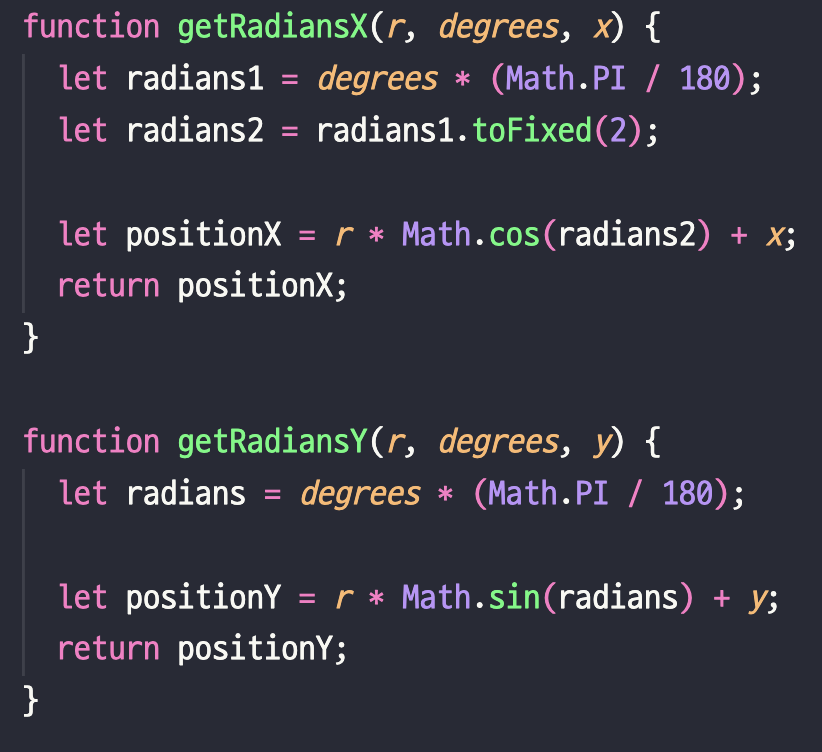 function getRadiansX(r, degrees, x) {
  let radians1 = degrees * (Math.PI / 180);
  let radians2 = radians1.toFixed(2);
  let positionX = r * Math.cos(radians2) + x;
  return positionX;
}
function getRadiansY(r, degrees, y) {
  let radians = degrees * (Math.PI / 180);
  let positionY = r * Math.sin(radians) + y;
  return positionY;
}